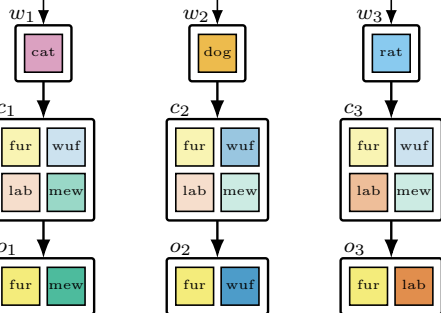 w1 w2 w3
cat dog rat
c1 c2 c3
fur wuf fur wuf fur wuf
lab mew lab mew lab mew
o1 o2 o3
fur mew fur wuf fur lab